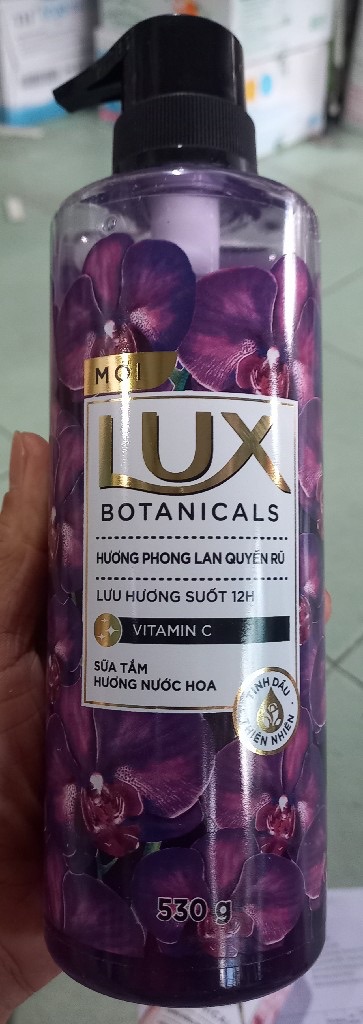 MỚI
LUX
BOTANICALS
HƯƠNG PHONG LAN QUYẾN RŨ
LƯU HƯƠNG SUỐT 12H
VITAMIN C
SỮA TẮM
HƯƠNG NƯỚC HOA
TINH DẦU
THIÊN NHIÊN
530 g